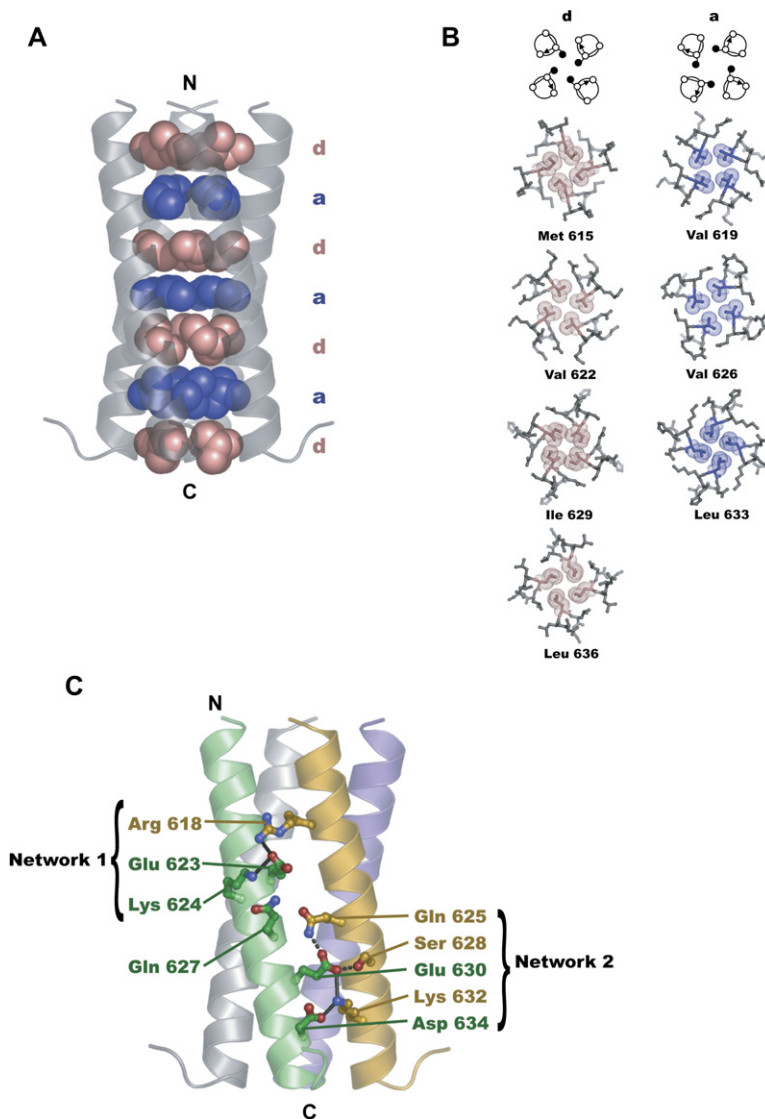 A
N
d
a
d
a
d
a
d
C
B
d a
Met 615 Val 619
Val 622 Val 626
Ile 629 Leu 633
Leu 636
C
N
Arg 618
Network 1
Glu 623
Lys 624
Gln 627
Gln 625
Ser 628
Glu 630
Network 2
Lys 632
Asp 634
C